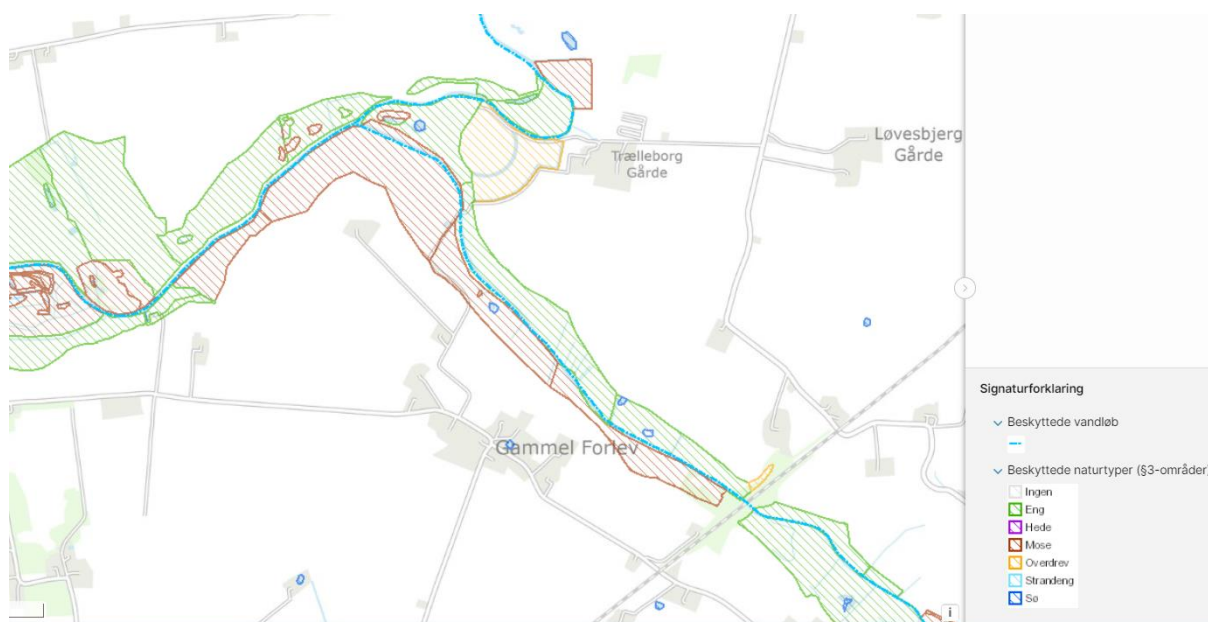 Løvesbjerg
Gårde
Trælleborg
Gårde
Gammel Forlev
Signaturforklaring
Beskyttede vandløb
Beskyttede naturtyper (§3-områder)
Ingen
Eng
Hede
Mose
Overdrev
Strandeng
Sø
i